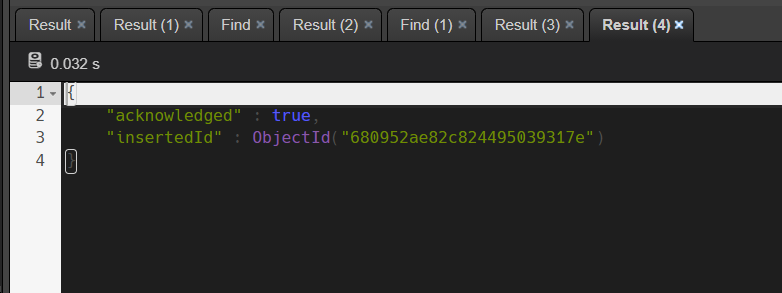 Result × Result (1) × Find × Result (2) × Find (1) × Result (3) × Result (4) ×
0.032 s
1 {
2 "acknowledged" : true,
3 "insertedId" : ObjectId("680952ae82c824495039317e")
4 }